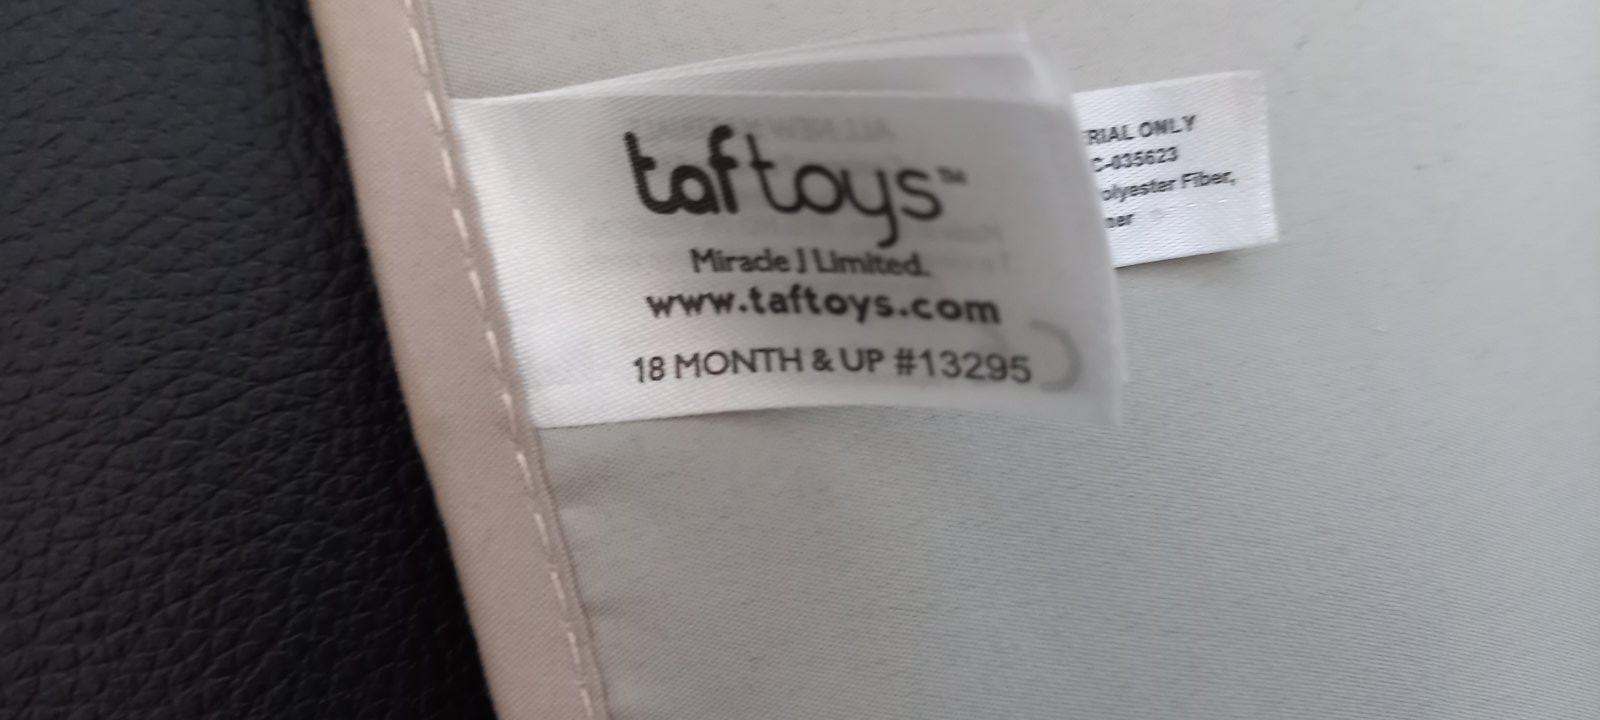 taftoys™
Miracle J Limited.
www.taftoys.com
18 MONTH & UP #13295
RIAL ONLY
C-035623
olyester Fiber,
ner